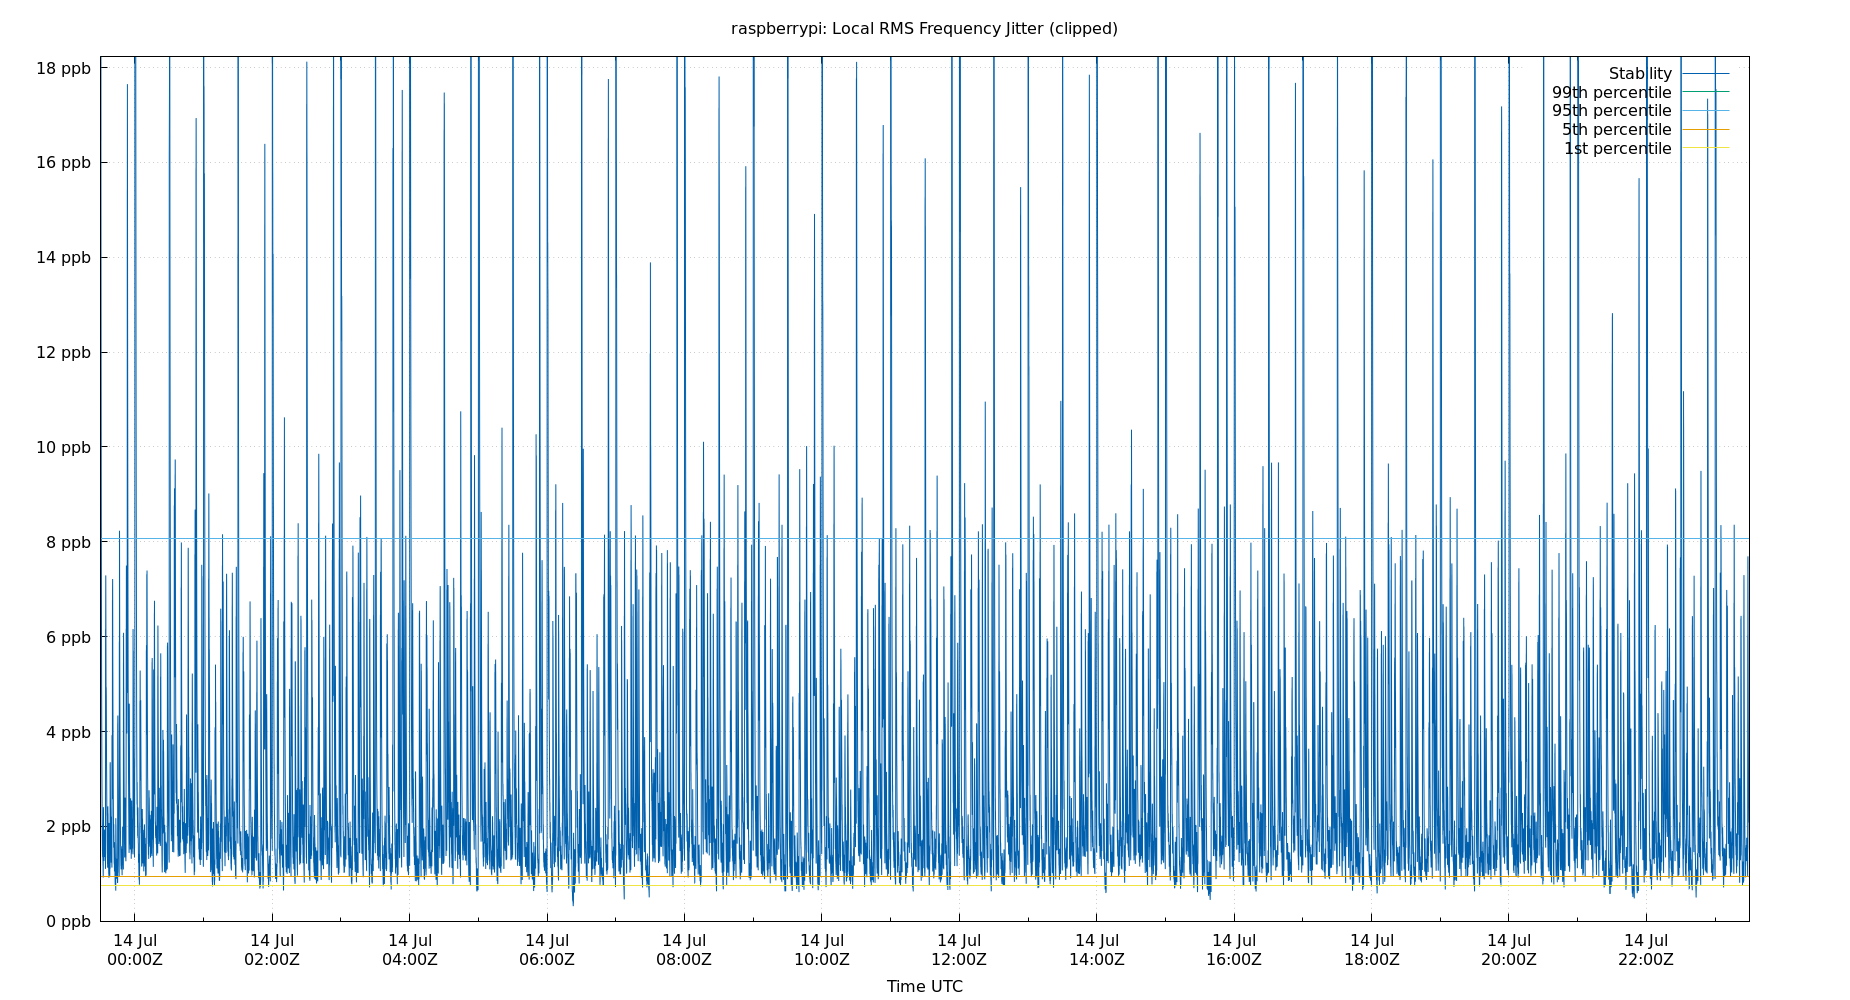 raspberrypi: Local RMS Frequency Jitter (clipped)
18 ppb
16 ppb
14 ppb
12 ppb
10 ppb
8 ppb
6 ppb
4 ppb
2 ppb
0 ppb
Stability
99th percentile
95th percentile
5th percentile
1st percentile
14 Jul 14 Jul 14 Jul 14 Jul 14 Jul 14 Jul 14 Jul 14 Jul 14 Jul 14 Jul 14 Jul 14 Jul
00:00Z 02:00Z 04:00Z 06:00Z 08:00Z 10:00Z 12:00Z 14:00Z 16:00Z 18:00Z 20:00Z 22:00Z
Time UTC